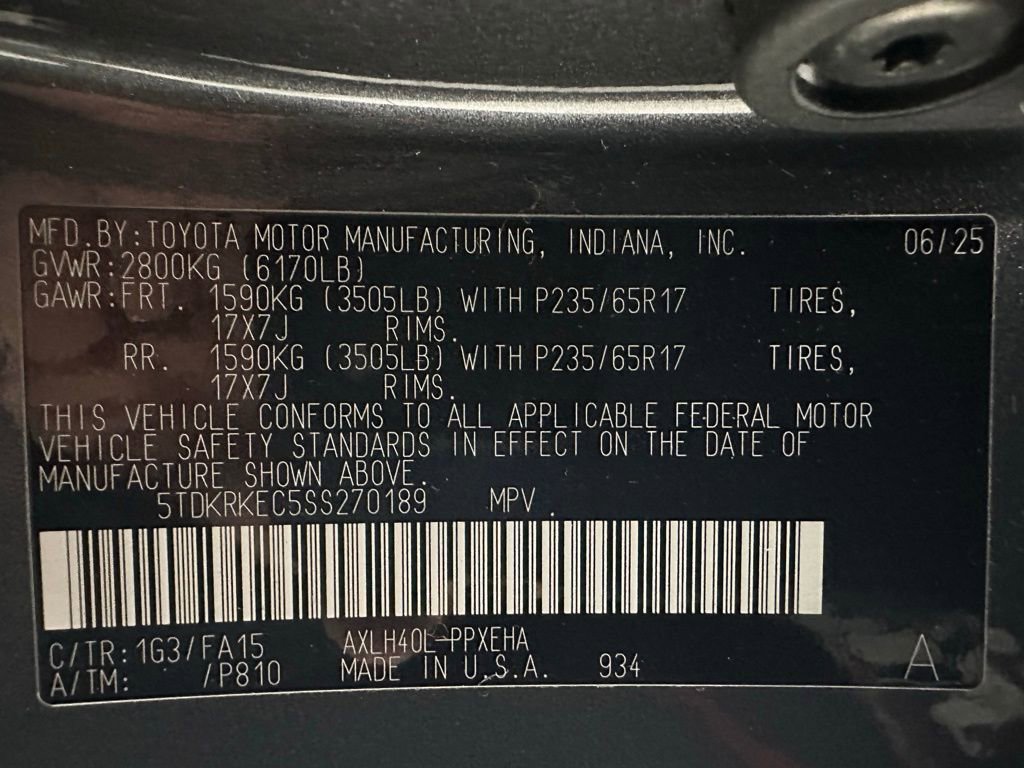 MFD.BY:TOYOTA MOTOR MANUFACTURING, INDIANA, INC. 06/25
GVWR:2800KG (6170LB)
GAWR:FRT. 1590KG (3505LB) WITH P235/65R17 TIRES,
17X7J RIMS.
RR. 1590KG (3505LB) WITH P235/65R17 TIRES,
17X7J RIMS.
THIS VEHICLE CONFORMS TO ALL APPLICABLE FEDERAL MOTOR
VEHICLE SAFETY STANDARDS IN EFFECT ON THE DATE OF
MANUFACTURE SHOWN ABOVE.
5TDKRKEC5SS270189 MPV .
C/TR:1G3/FA15 AXLH40L-PPXEHA
A/TM: /P810 MADE IN U.S.A. 934 A